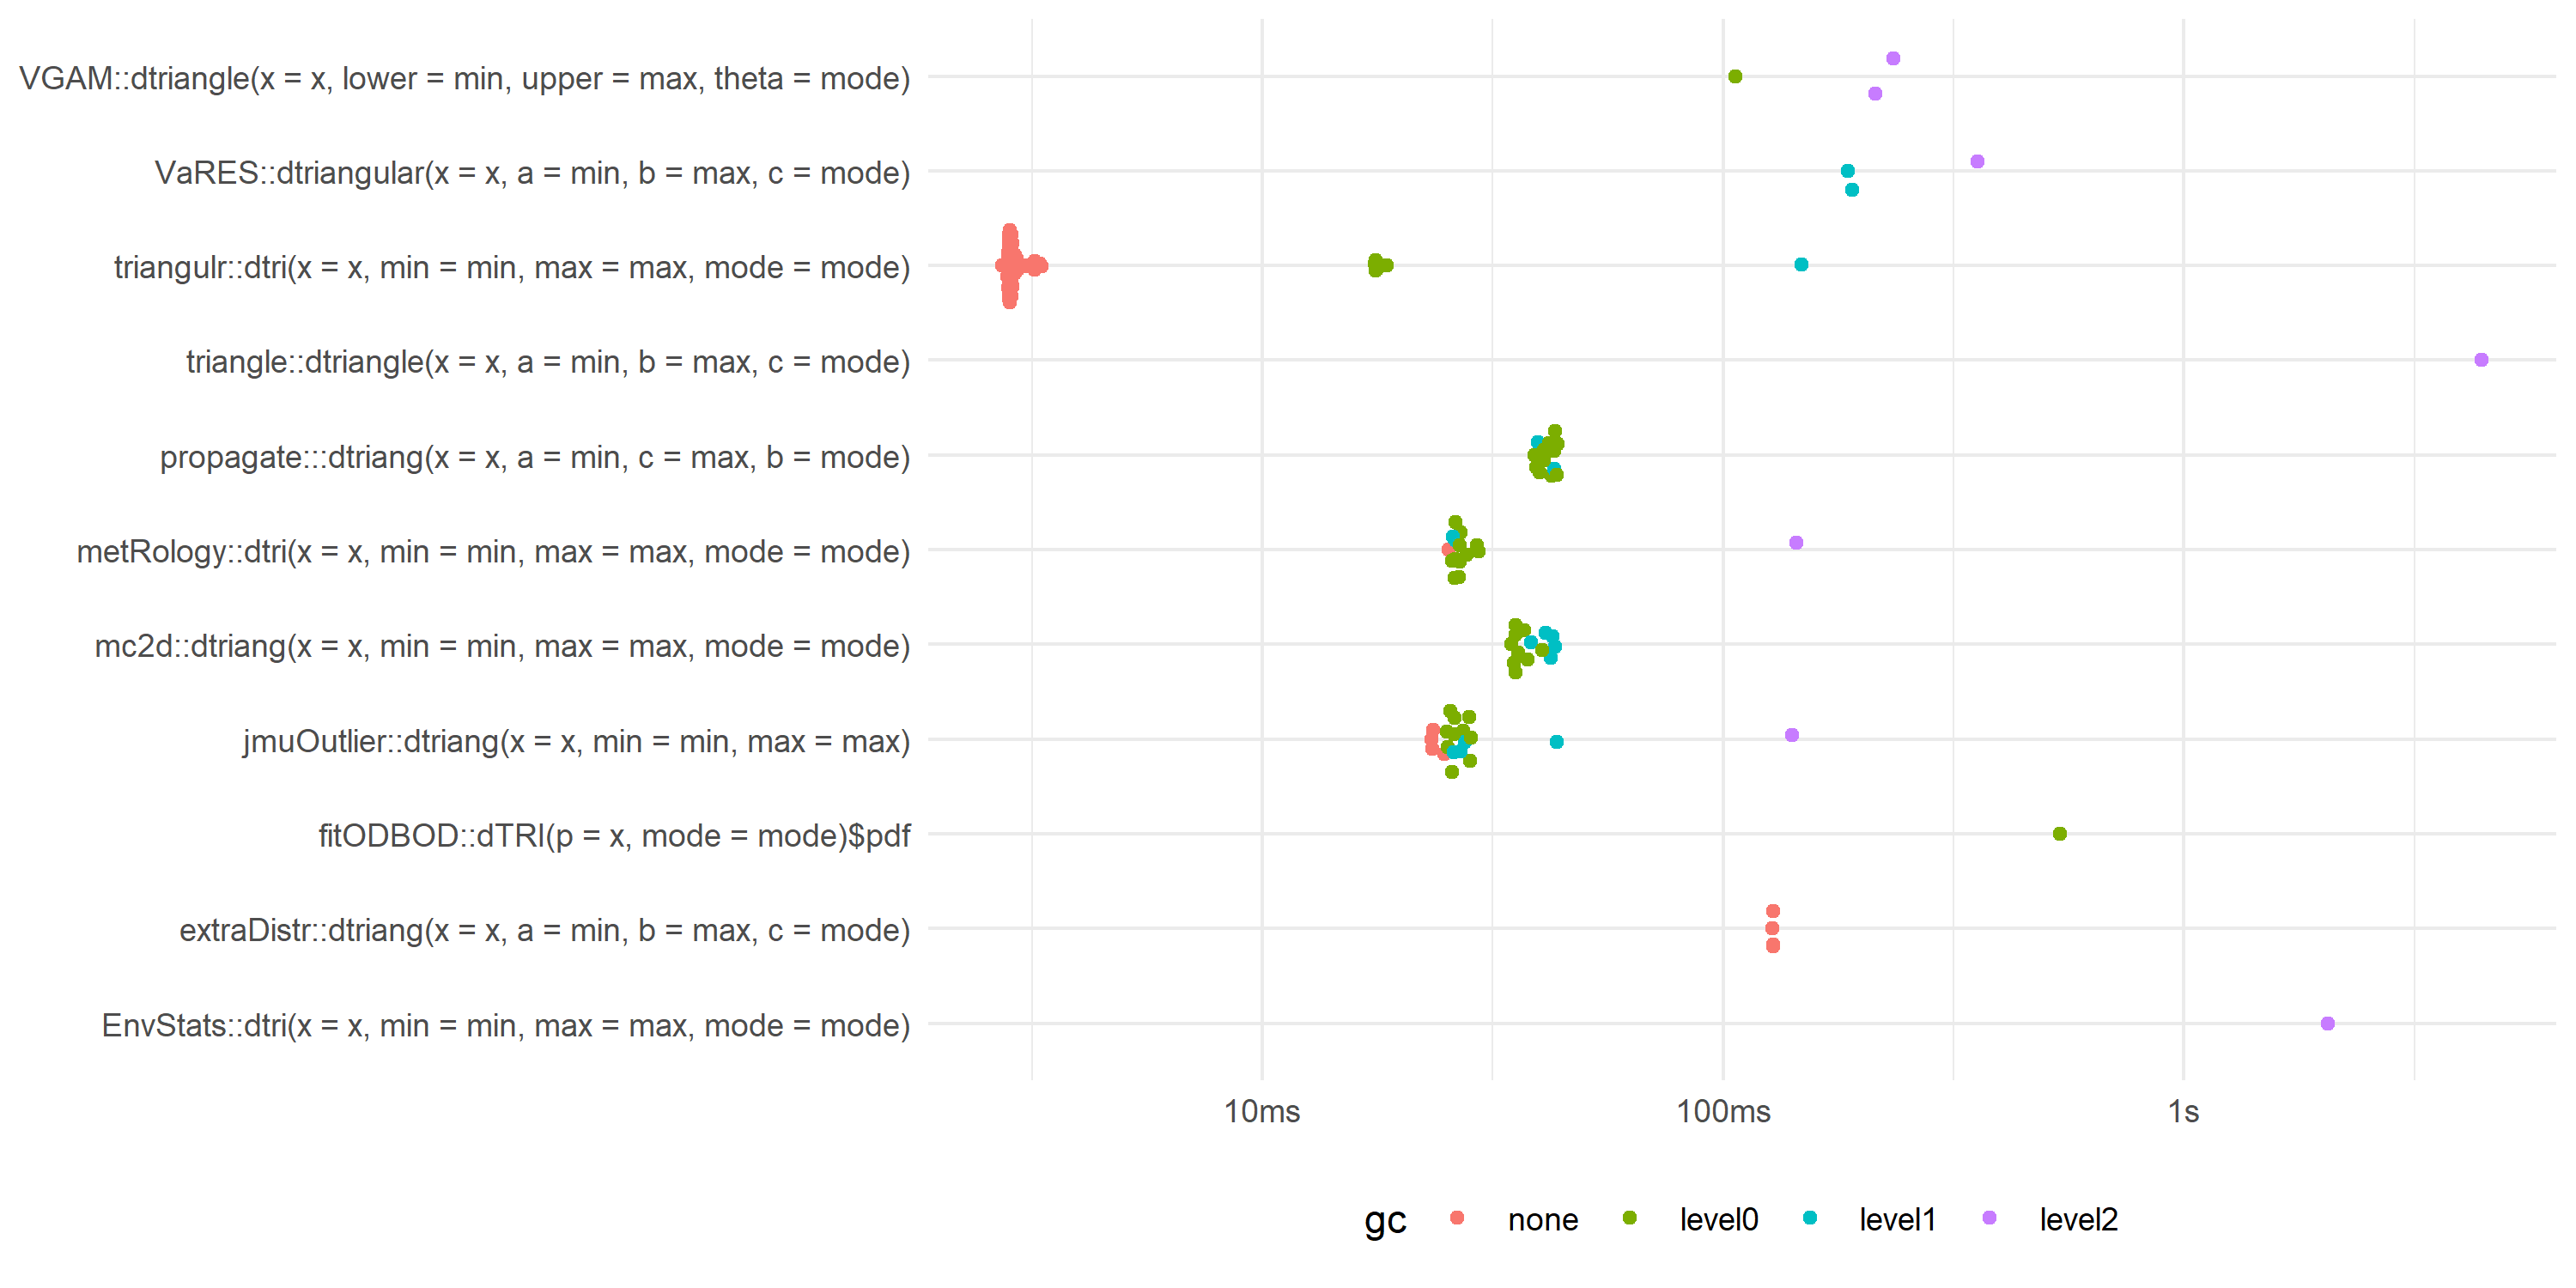 VGAM::dtriangle(x = x, lower = min, upper = max, theta = mode)
VaRES::dtriangular(x = x, a = min, b = max, c = mode)
triangulr::dtri(x = x, min = min, max = max, mode = mode)
triangle::dtriangle(x = x, a = min, b = max, c = mode)
propagate:::dtriang(x = x, a = min, c = max, b = mode)
metRology::dtri(x = x, min = min, max = max, mode = mode)
mc2d::dtriang(x = x, min = min, max = max, mode = mode)
jmuOutlier::dtriang(x = x, min = min, max = max)
fitODBOD::dTRI(p = x, mode = mode)$pdf
extraDistr::dtriang(x = x, a = min, b = max, c = mode)
EnvStats::dtri(x = x, min = min, max = max, mode = mode)
10ms 100ms 1s
gc none level0 level1 level2